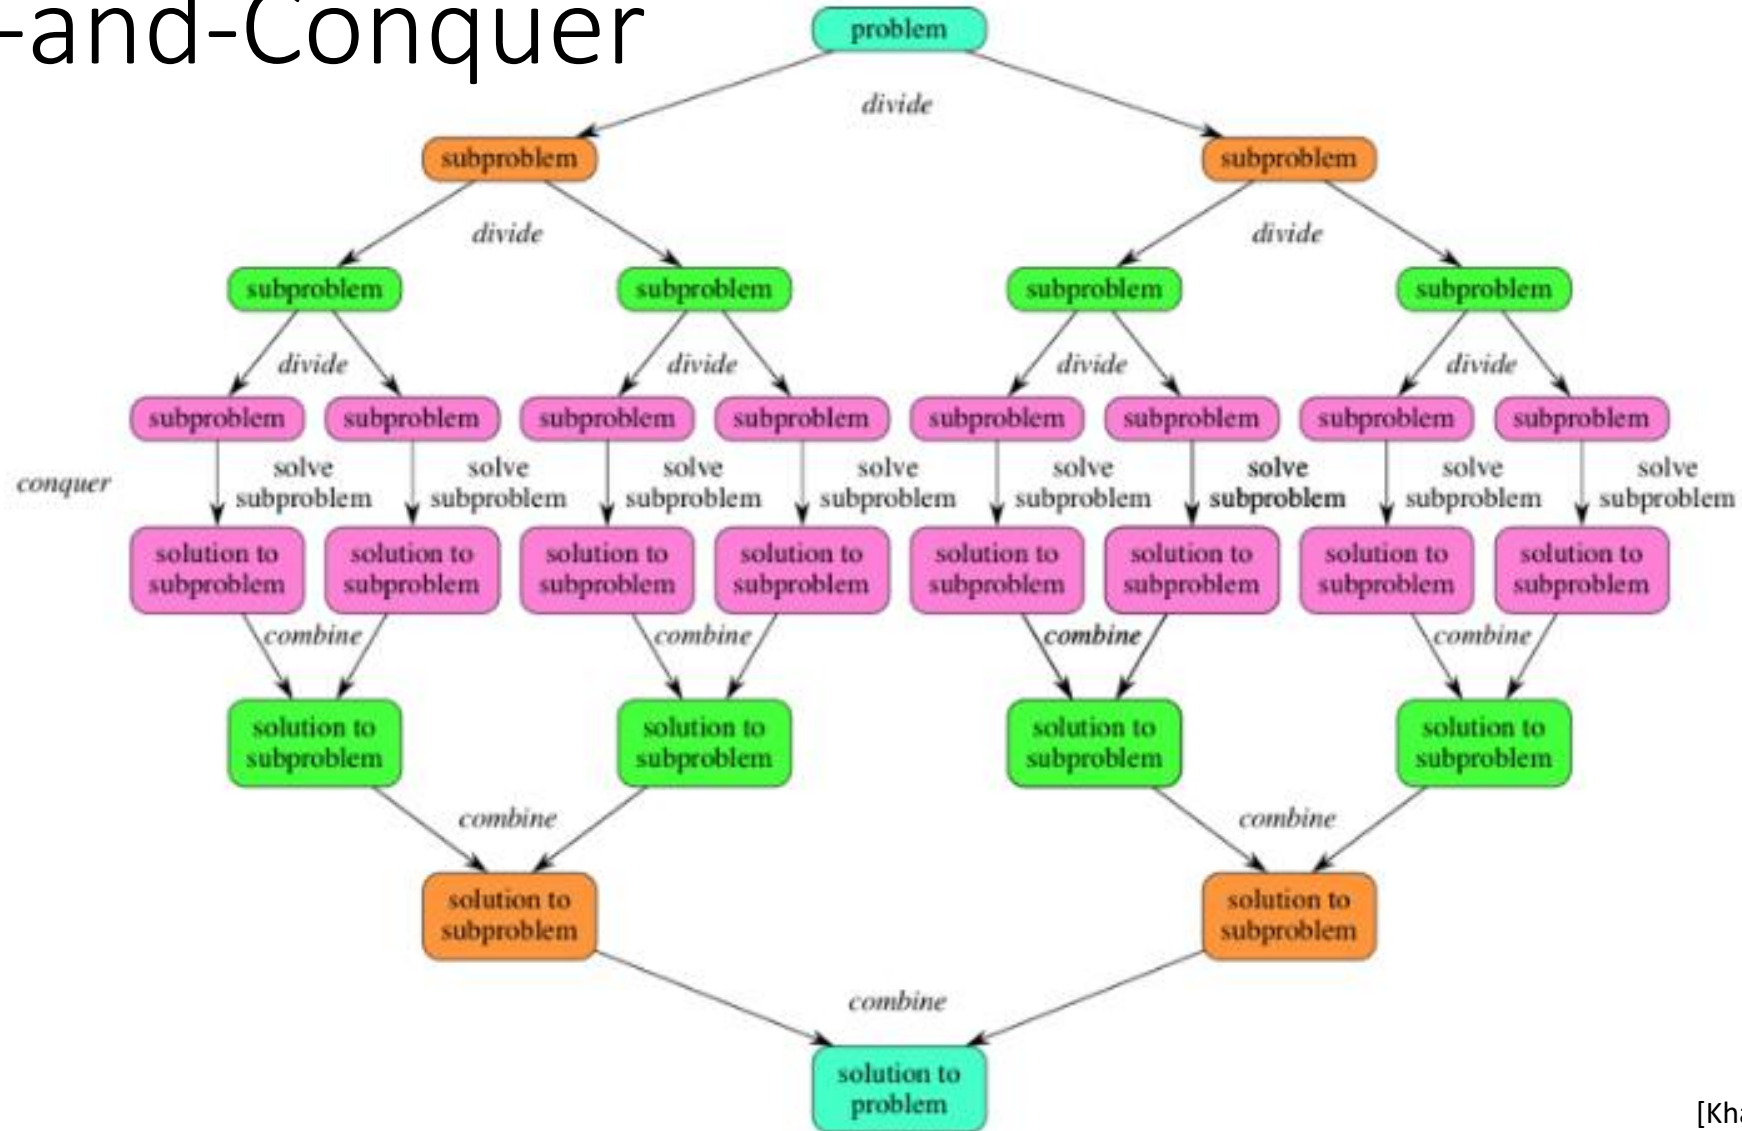 -and-Conquer
problem
divide
subproblem subproblem
divide divide
subproblem subproblem subproblem subproblem
divide divide divide divide
subproblem subproblem subproblem subproblem subproblem subproblem subproblem subproblem
conquer
solve solve solve solve solve solve solve solve
subproblem subproblem subproblem subproblem subproblem subproblem subproblem subproblem
solution to solution to solution to solution to solution to solution to solution to solution to
subproblem subproblem subproblem subproblem subproblem subproblem subproblem subproblem
combine combine combine combine
solution to solution to solution to solution to
subproblem subproblem subproblem subproblem
combine combine
solution to solution to
subproblem subproblem
combine
solution to
problem
[Kha